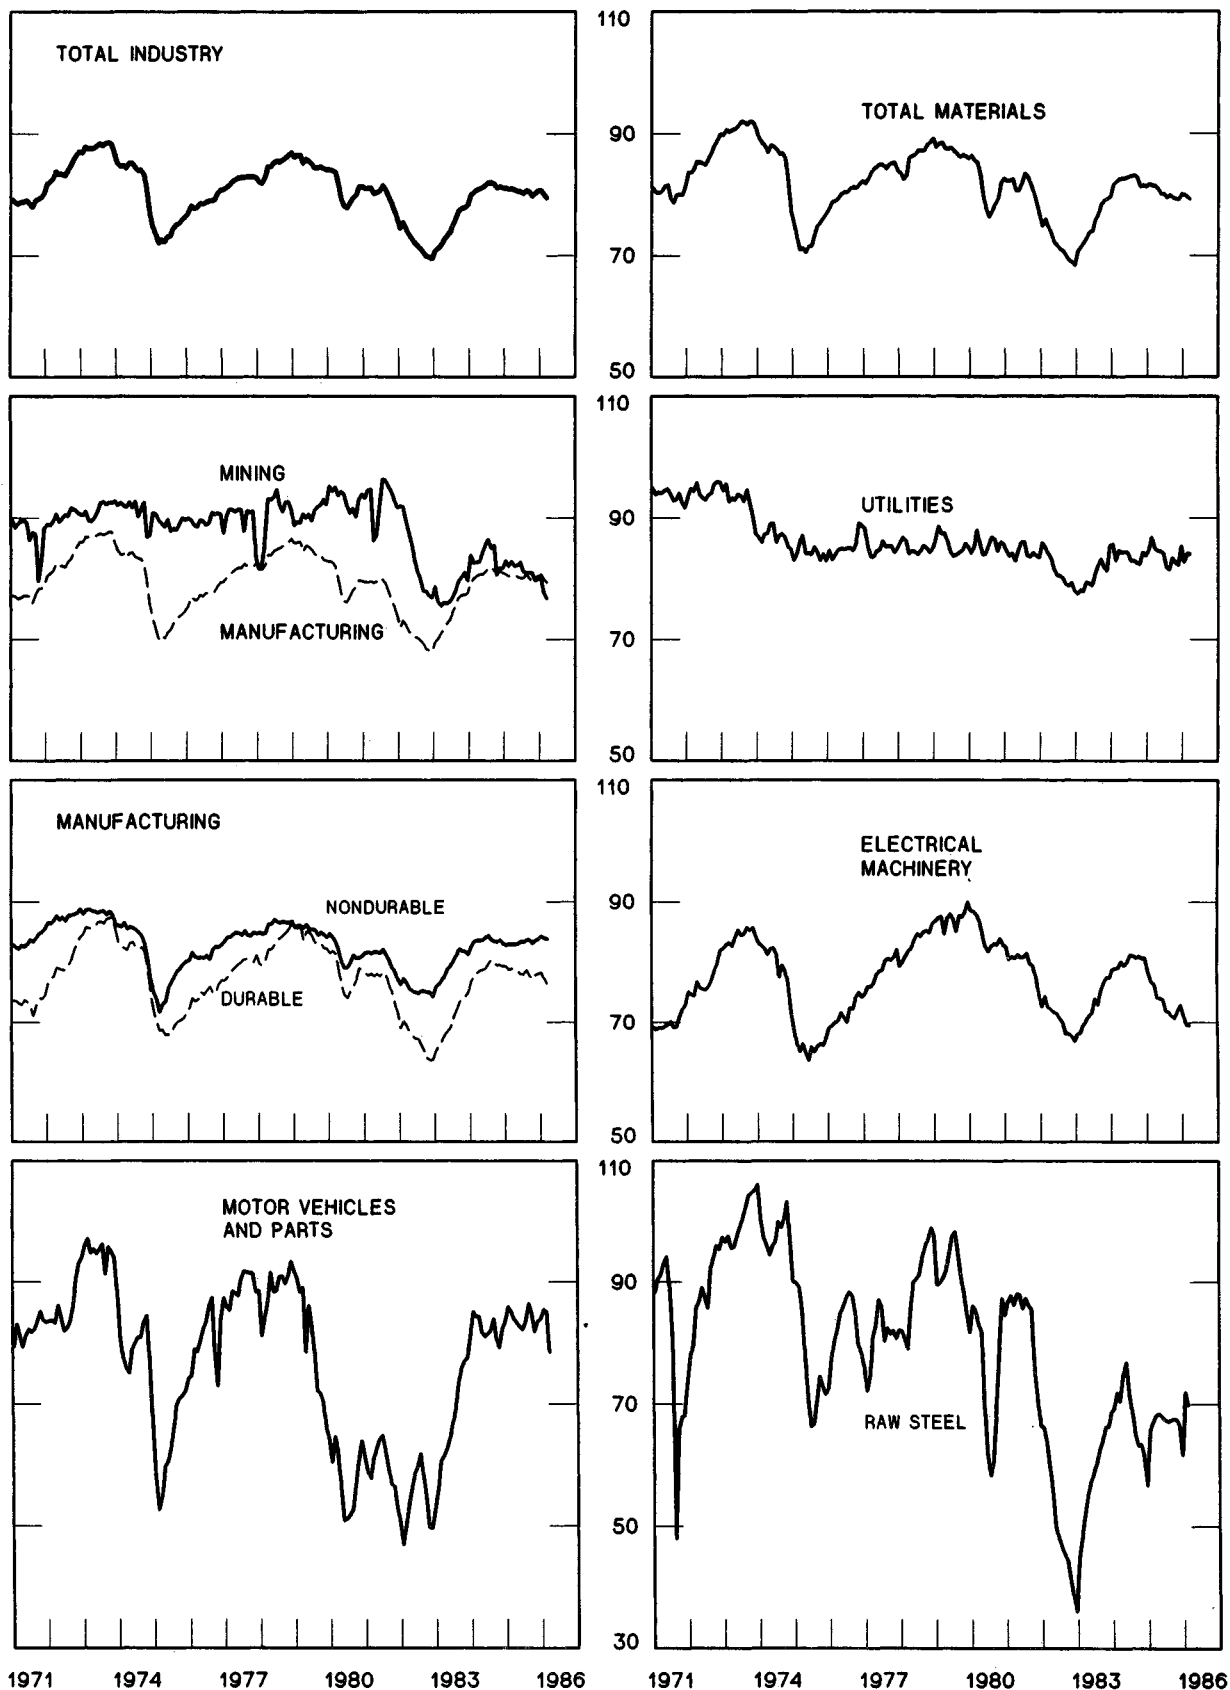 TOTAL INDUSTRY
110
TOTAL MATERIALS
90
70
50
MINING
MANUFACTURING
110
UTILITIES
90
70
50
MANUFACTURING
NONDURABLE
DURABLE
110
ELECTRICAL
MACHINERY
90
70
50
MOTOR VEHICLES
AND PARTS
110
90
70
RAW STEEL
50
30
1971 1974 1977 1980 1983 1986
1971 1974 1977 1980 1983 1986